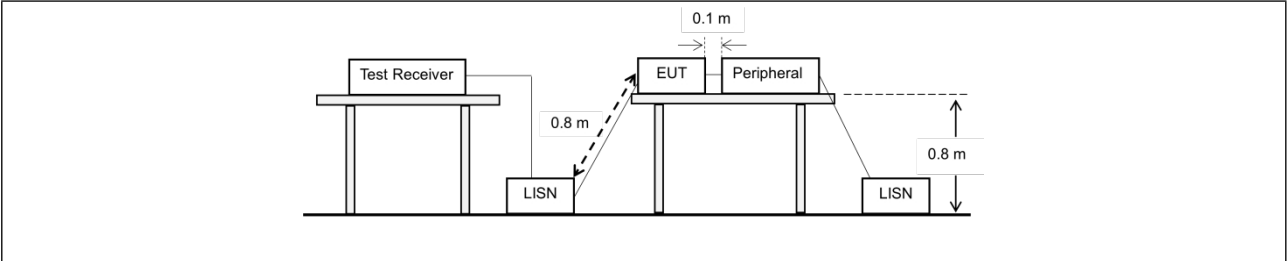 0.1 m
Test Receiver
EUT
Peripheral
0.8 m
0.8 m
LISN
LISN